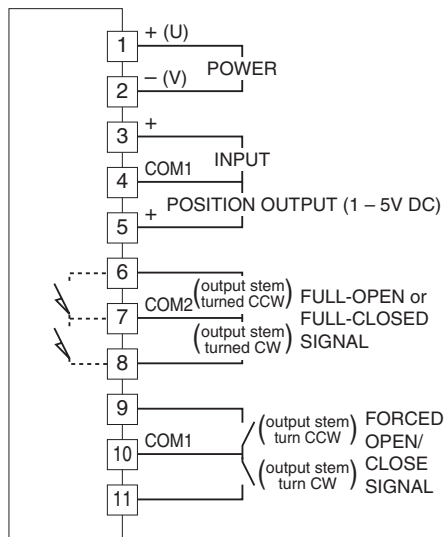 1 + (U)
POWER
2 – (V)
3 +
INPUT
4 COM1
POSITION OUTPUT (1 – 5V DC)
5 +
6
(output stem turned CCW)
7 COM2
FULL-OPEN or
FULL-CLOSED
SIGNAL
(output stem turned CW)
8
9
(output stem turn CCW)
10 COM1
FORCED
OPEN/
CLOSE
SIGNAL
(output stem turn CW)
11